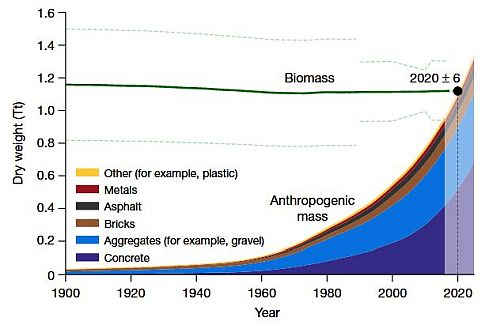 1.6
1.4
1.2
1.0
0.8
0.6
0.4
0.2
0
Dry weight (Tt)
Biomass
2020 ± 6
Anthropogenic
mass
Other (for example, plastic)
Metals
Asphalt
Bricks
Aggregates (for example, gravel)
Concrete
1900 1920 1940 1960 1980 2000 2020
Year